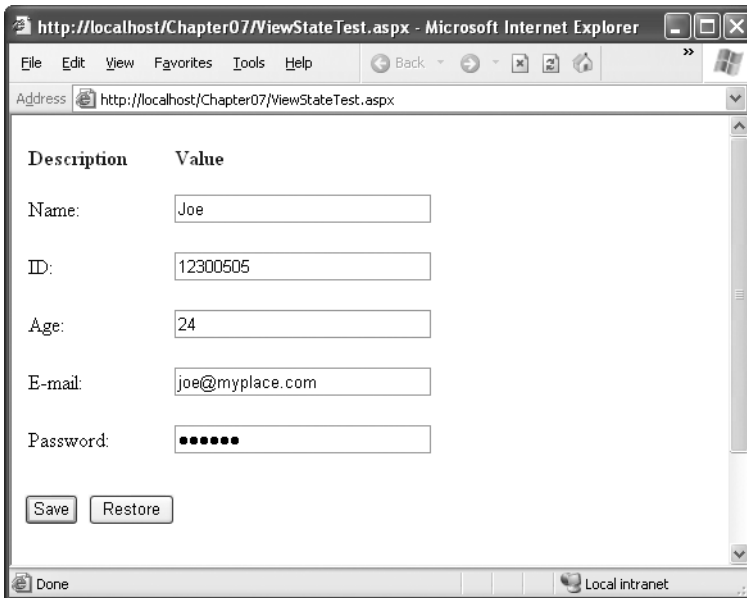 http://localhost/Chapter07/ViewStateTest.aspx - Microsoft Internet Explorer
File Edit View Favorites Tools Help Back »
Address http://localhost/Chapter07/ViewStateTest.aspx
Description Value
Name: Joe
ID: 12300505
Age: 24
E-mail: joe@myplace.com
Password: ●●●●●●
Save Restore
Done Local intranet